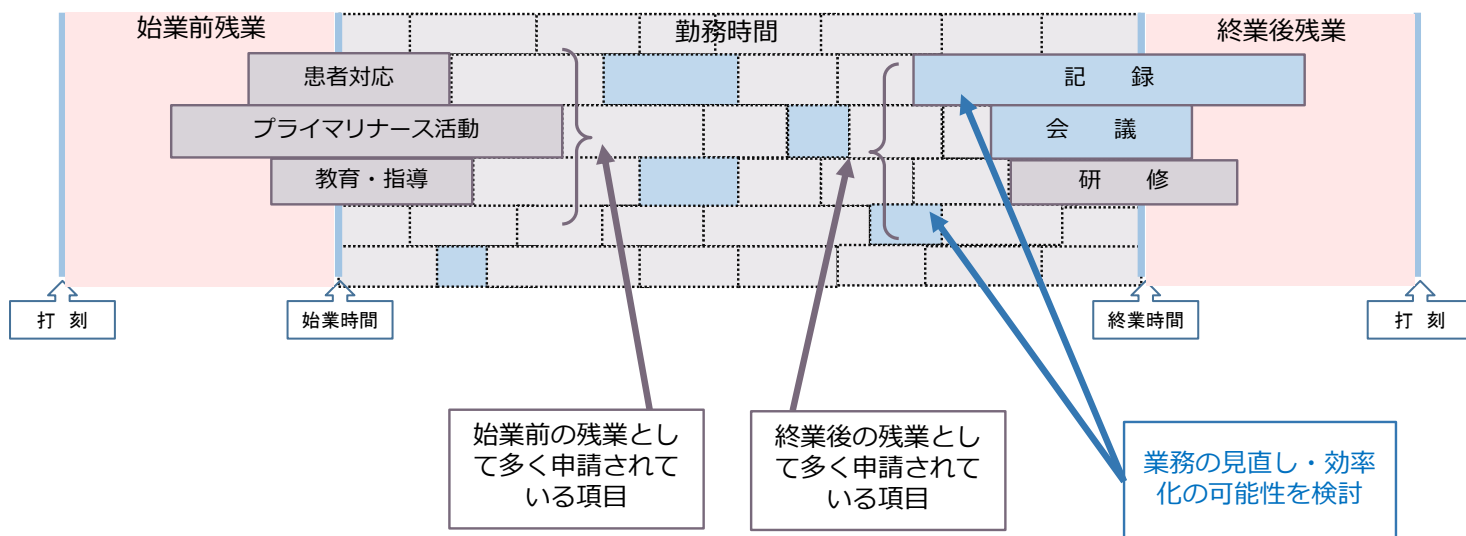 始業前残業
勤務時間
終業後残業
患者対応
記 録
プライマリナース活動
会 議
教育・指導
研 修
打 刻
始業時間
終業時間
打 刻
始業前の残業とし
て多く申請されて
いる項目
終業後の残業とし
て多く申請されて
いる項目
業務の見直し・効率
化の可能性を検討